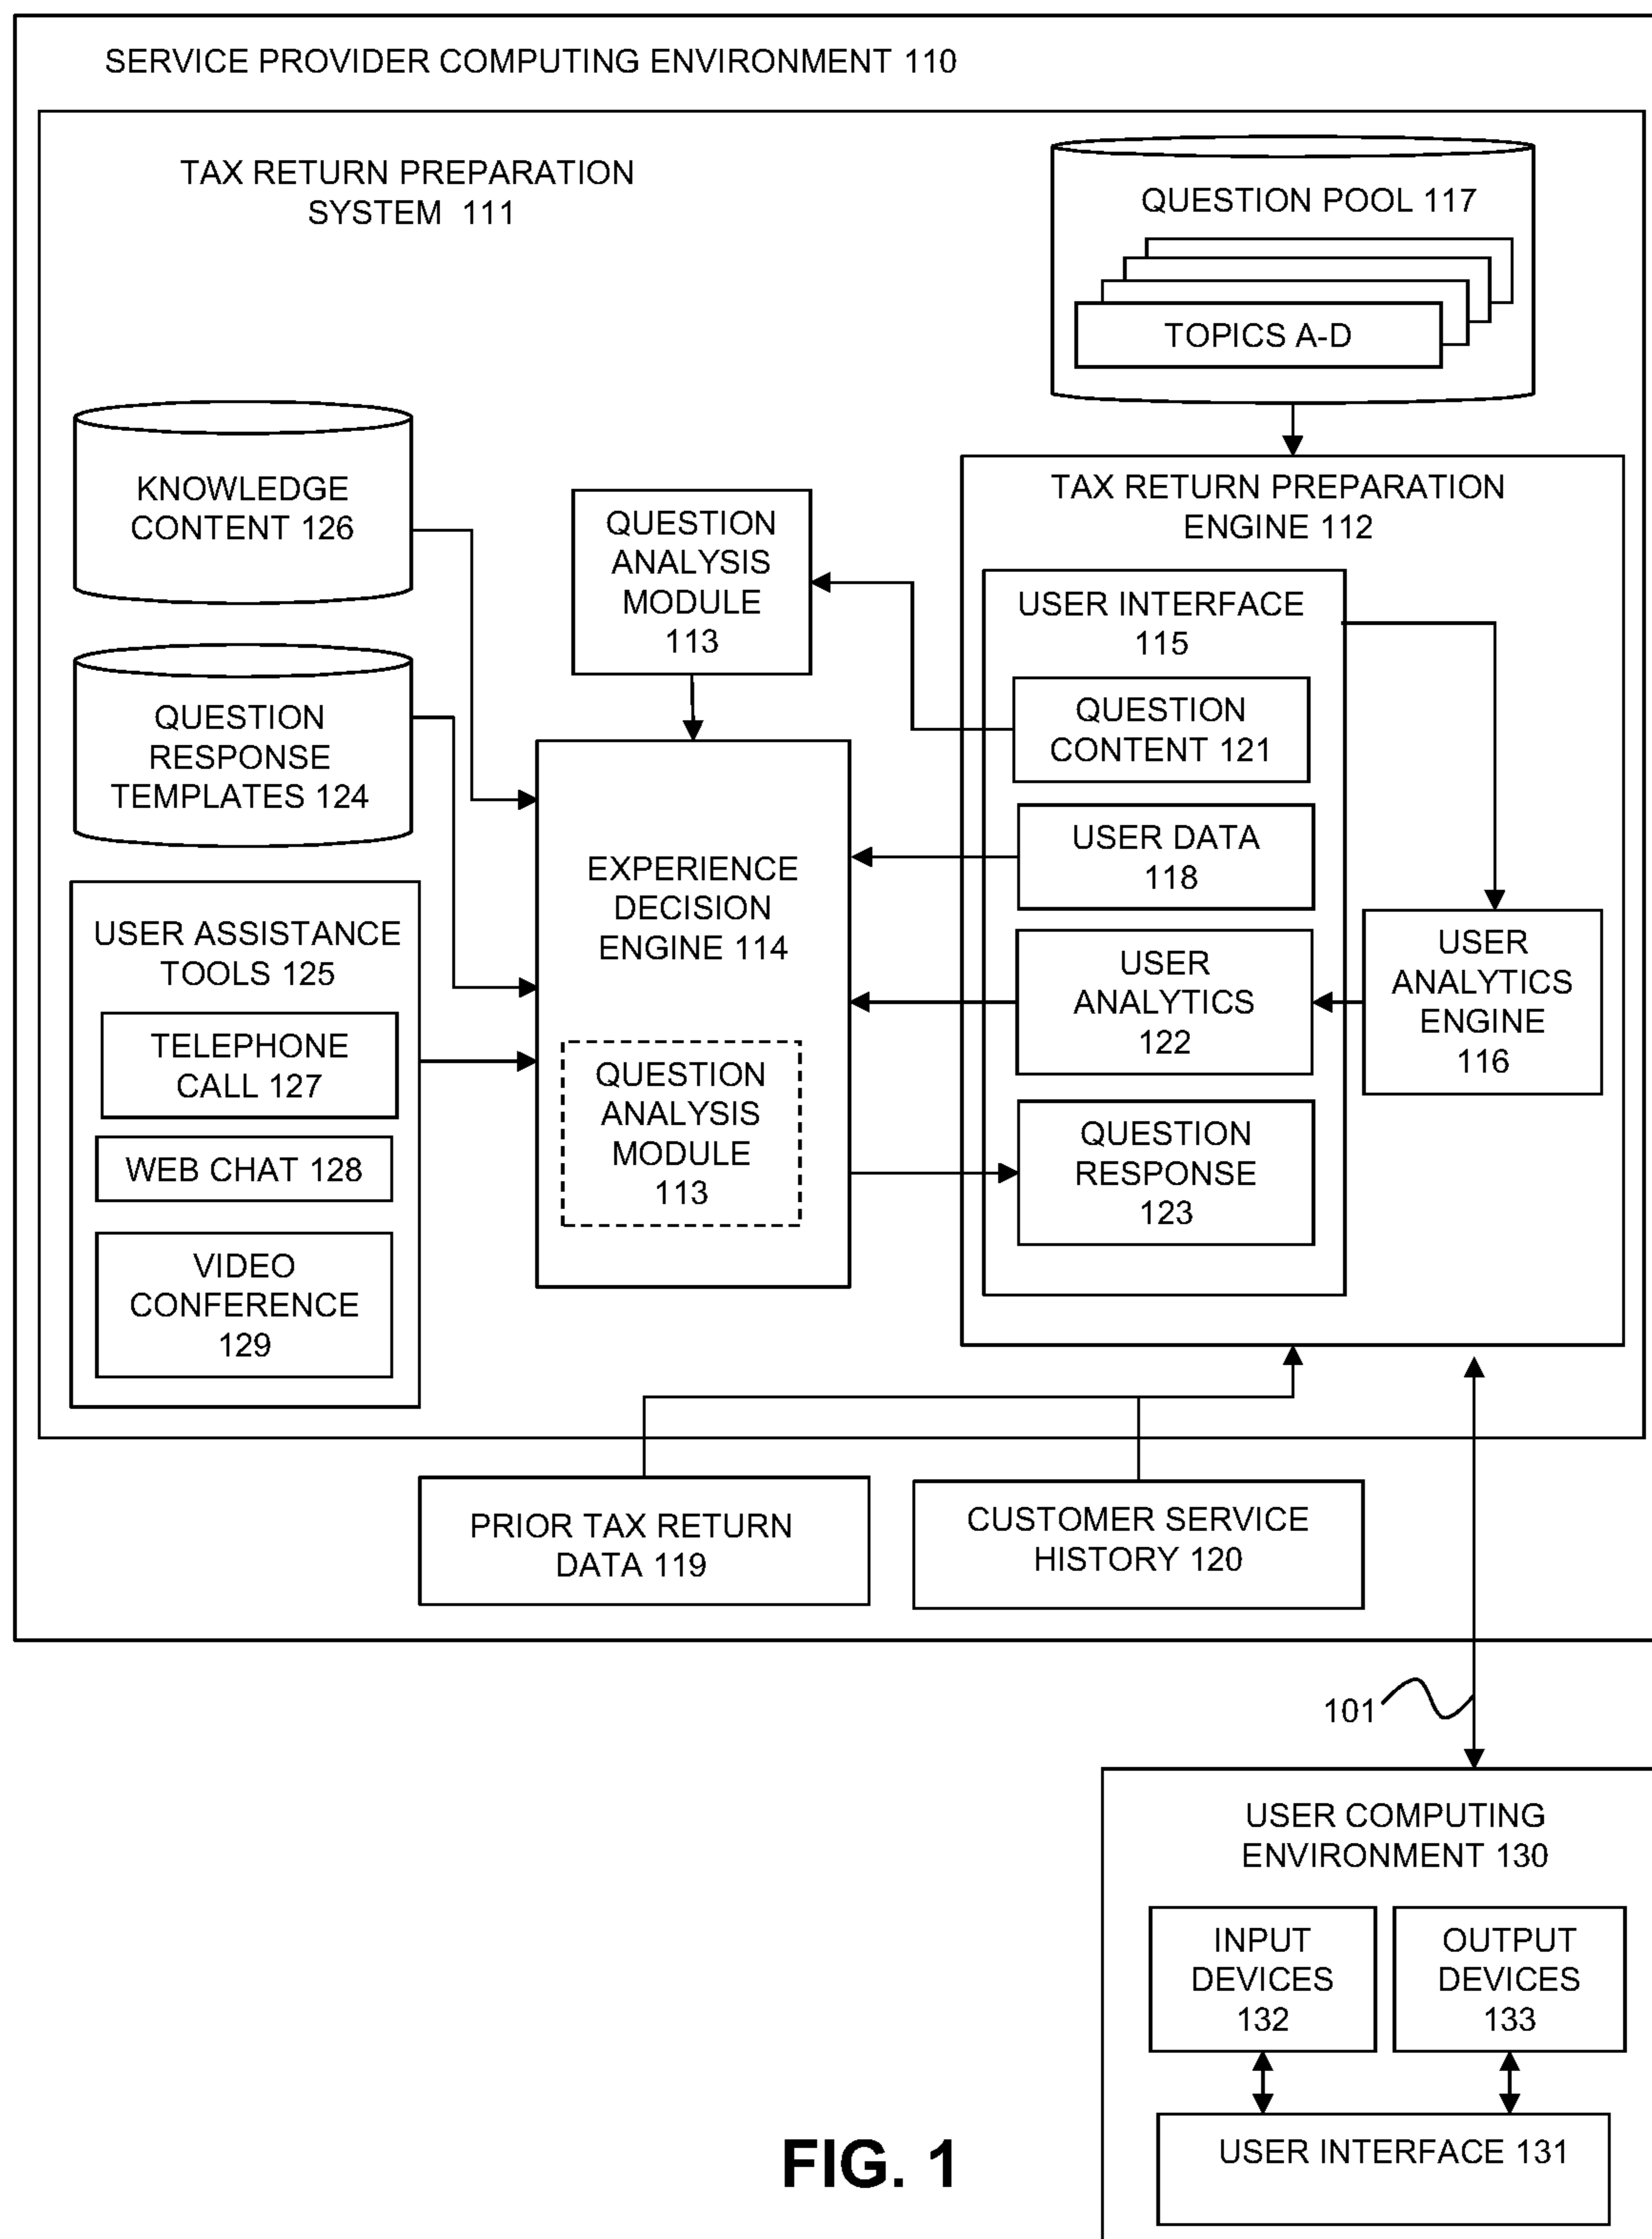 SERVICE PROVIDER COMPUTING ENVIRONMENT 110
TAX RETURN PREPARATION
SYSTEM 111
QUESTION POOL 117
TOPICS A-D
KNOWLEDGE
CONTENT 126
QUESTION
RESPONSE
TEMPLATES 124
USER ASSISTANCE
TOOLS 125
TELEPHONE
CALL 127
WEB CHAT 128
VIDEO
CONFERENCE
129
QUESTION
ANALYSIS
MODULE
113
EXPERIENCE
DECISION
ENGINE 114
QUESTION
ANALYSIS
MODULE
113
TAX RETURN PREPARATION
ENGINE 112
USER INTERFACE
115
QUESTION
CONTENT 121
USER DATA
118
USER
ANALYTICS
122
QUESTION
RESPONSE
123
USER
ANALYTICS
ENGINE
116
PRIOR TAX RETURN
DATA 119
CUSTOMER SERVICE
HISTORY 120
101
USER COMPUTING
ENVIRONMENT 130
INPUT
DEVICES
132
OUTPUT
DEVICES
133
USER INTERFACE 131
FIG. 1